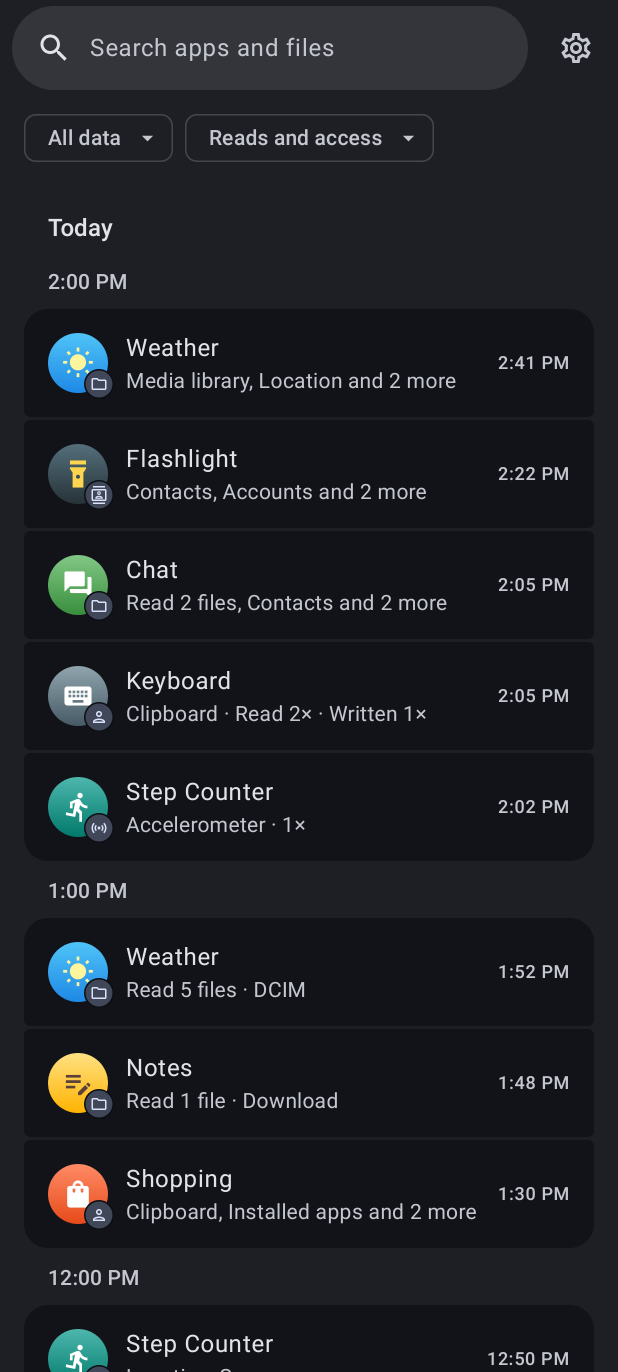 Search apps and files
All data
Reads and access
Today
2:00 PM
Weather
Media library, Location and 2 more
2:41 PM
Flashlight
Contacts, Accounts and 2 more
2:22 PM
Chat
Read 2 files, Contacts and 2 more
2:05 PM
Keyboard
Clipboard · Read 2× · Written 1×
2:05 PM
Step Counter
Accelerometer · 1×
2:02 PM
1:00 PM
Weather
Read 5 files · DCIM
1:52 PM
Notes
Read 1 file · Download
1:48 PM
Shopping
Clipboard, Installed apps and 2 more
1:30 PM
12:00 PM
Step Counter
12:50 PM